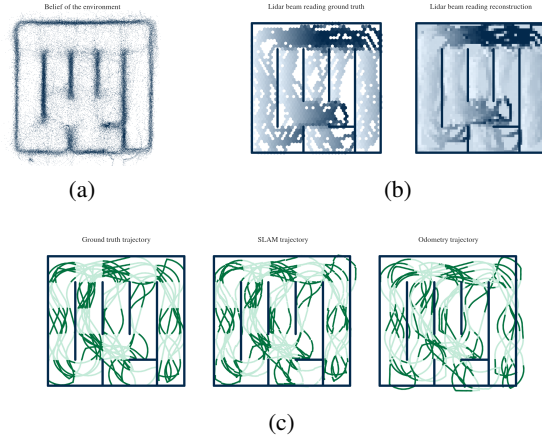 Belief of the environment
Lidar beam reading ground truth
Lidar beam reading reconstruction
(a)
(b)
Ground truth trajectory
SLAM trajectory
Odometry trajectory
(c)